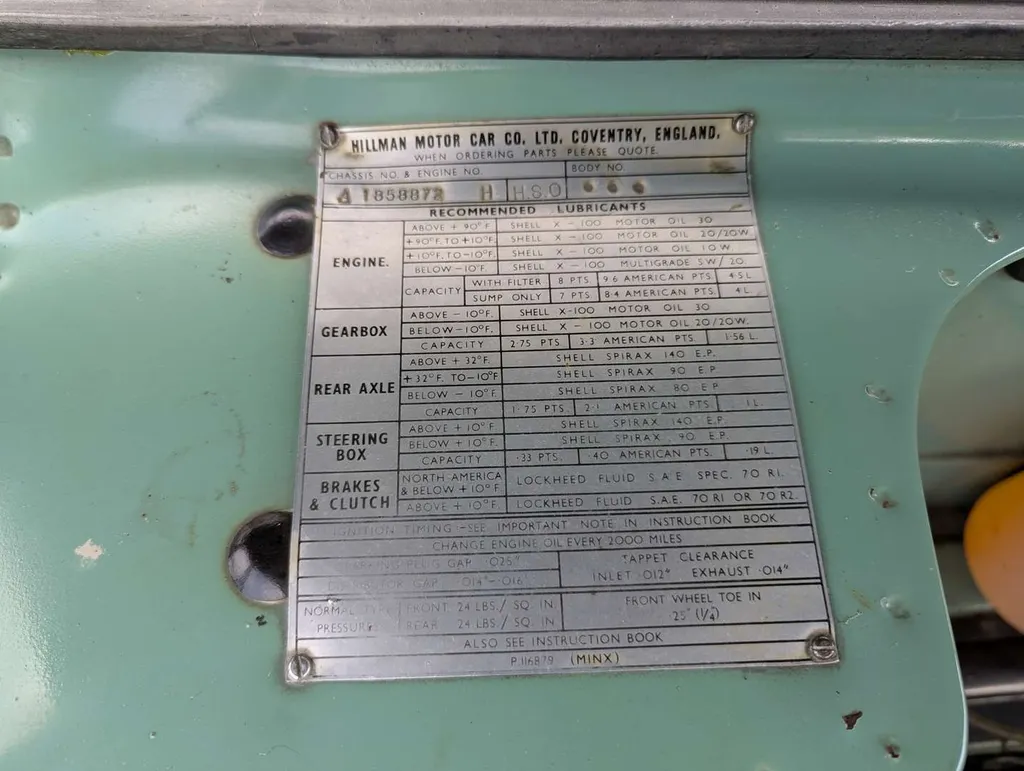 HILLMAN MOTOR CAR CO. LTD. COVENTRY, ENGLAND.
WHEN ORDERING PARTS PLEASE QUOTE.
CHASSIS NO. & ENGINE NO. BODY NO.
A 1858872 H H.S.O
RECOMMENDED LUBRICANTS
ENGINE.
ABOVE + 90°F. SHELL X-100 MOTOR OIL 30
+90°F. TO +10°F. SHELL X-100 MOTOR OIL 20/20W.
+10°F. TO-10°F. SHELL X-100 MOTOR OIL 10W
BELOW-10°F. SHELL X-100 MULTIGRADE 5W/20.
CAPACITY WITH FILTER 8 PTS. 9·6 AMERICAN PTS. 4·5 L.
SUMP ONLY 7 PTS. 8·4 AMERICAN PTS. 4 L.
GEARBOX
ABOVE - 10°F. SHELL X-100 MOTOR OIL 30
BELOW-10°F. SHELL X-100 MOTOR OIL 20/20W.
CAPACITY 2·75 PTS. 3·3 AMERICAN PTS. 1·56 L.
REAR AXLE
ABOVE + 32°F. SHELL SPIRAX 140 E.P.
+32°F. TO-10°F SHELL SPIRAX 90 E.P.
BELOW - 10°F. SHELL SPIRAX 80 E.P
CAPACITY 1·75 PTS. 2·1 AMERICAN PTS. 1 L.
STEERING BOX
ABOVE + 10°F. SHELL SPIRAX 140 E.P.
BELOW + 10°F. SHELL SPIRAX 90 E.P.
CAPACITY ·33 PTS. ·40 AMERICAN PTS. ·19 L.
BRAKES & CLUTCH
NORTH AMERICA & BELOW + 10°F LOCKHEED FLUID S.A.E. SPEC. 70 R1.
ABOVE + 10°F. LOCKHEED FLUID S.A.E. 70 R1 OR 70 R2.
IGNITION TIMING -SEE IMPORTANT NOTE IN INSTRUCTION BOOK
CHANGE ENGINE OIL EVERY 2000 MILES
PLUG GAP ·025"
GAP ·014"-·016"
TAPPET CLEARANCE
INLET ·012" EXHAUST ·014"
NORMAL TYRE PRESSURE
FRONT 24 LBS./ SQ. IN.
REAR 24 LBS./ SQ. IN.
FRONT WHEEL TOE IN
·25" (¼")
ALSO SEE INSTRUCTION BOOK
P.116879 (MINX)